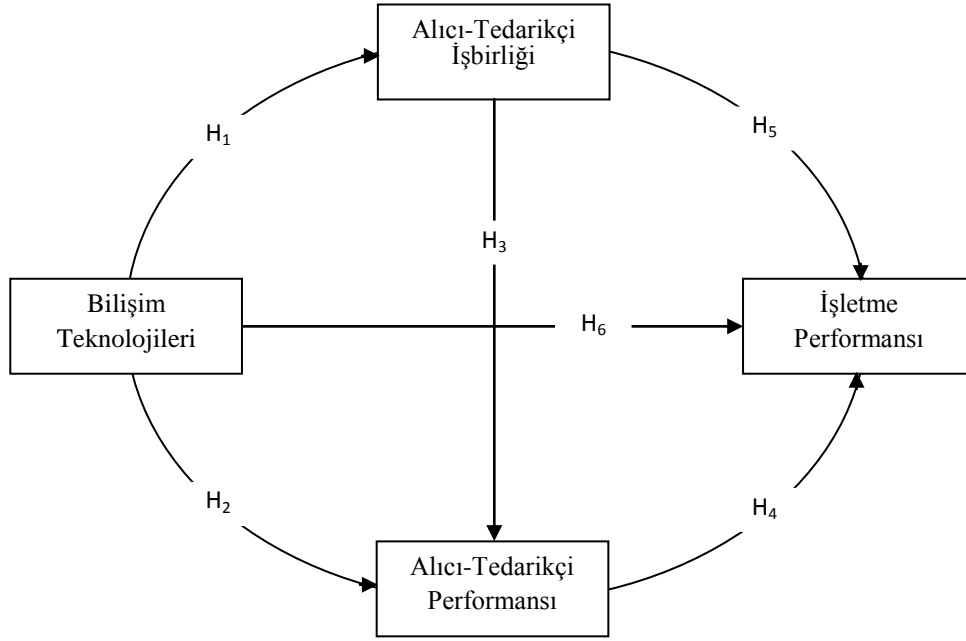 Alıcı-Tedarikçi
İşbirliği
H₁
H₅
H₃
Bilişim
Teknolojileri
H₆
İşletme
Performansı
H₂
H₄
Alıcı-Tedarikçi
Performansı